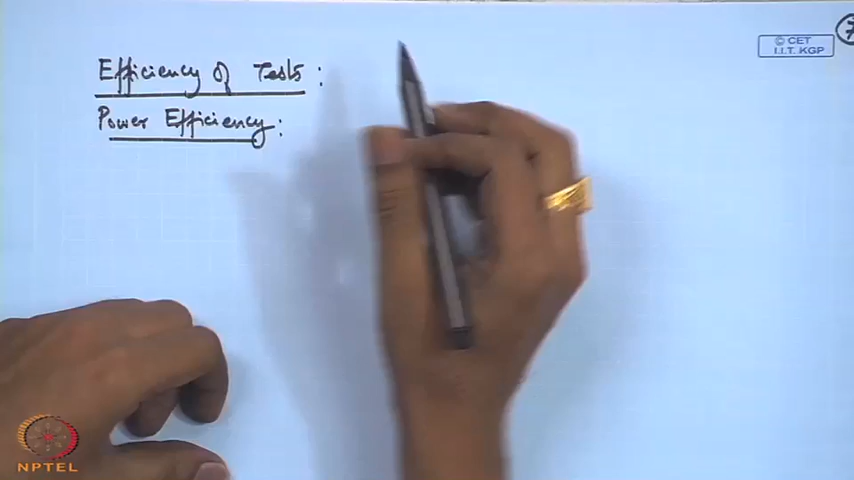 Efficiency of Tests :
Power Efficiency :
© CET
I.I.T. KGP
NPTEL